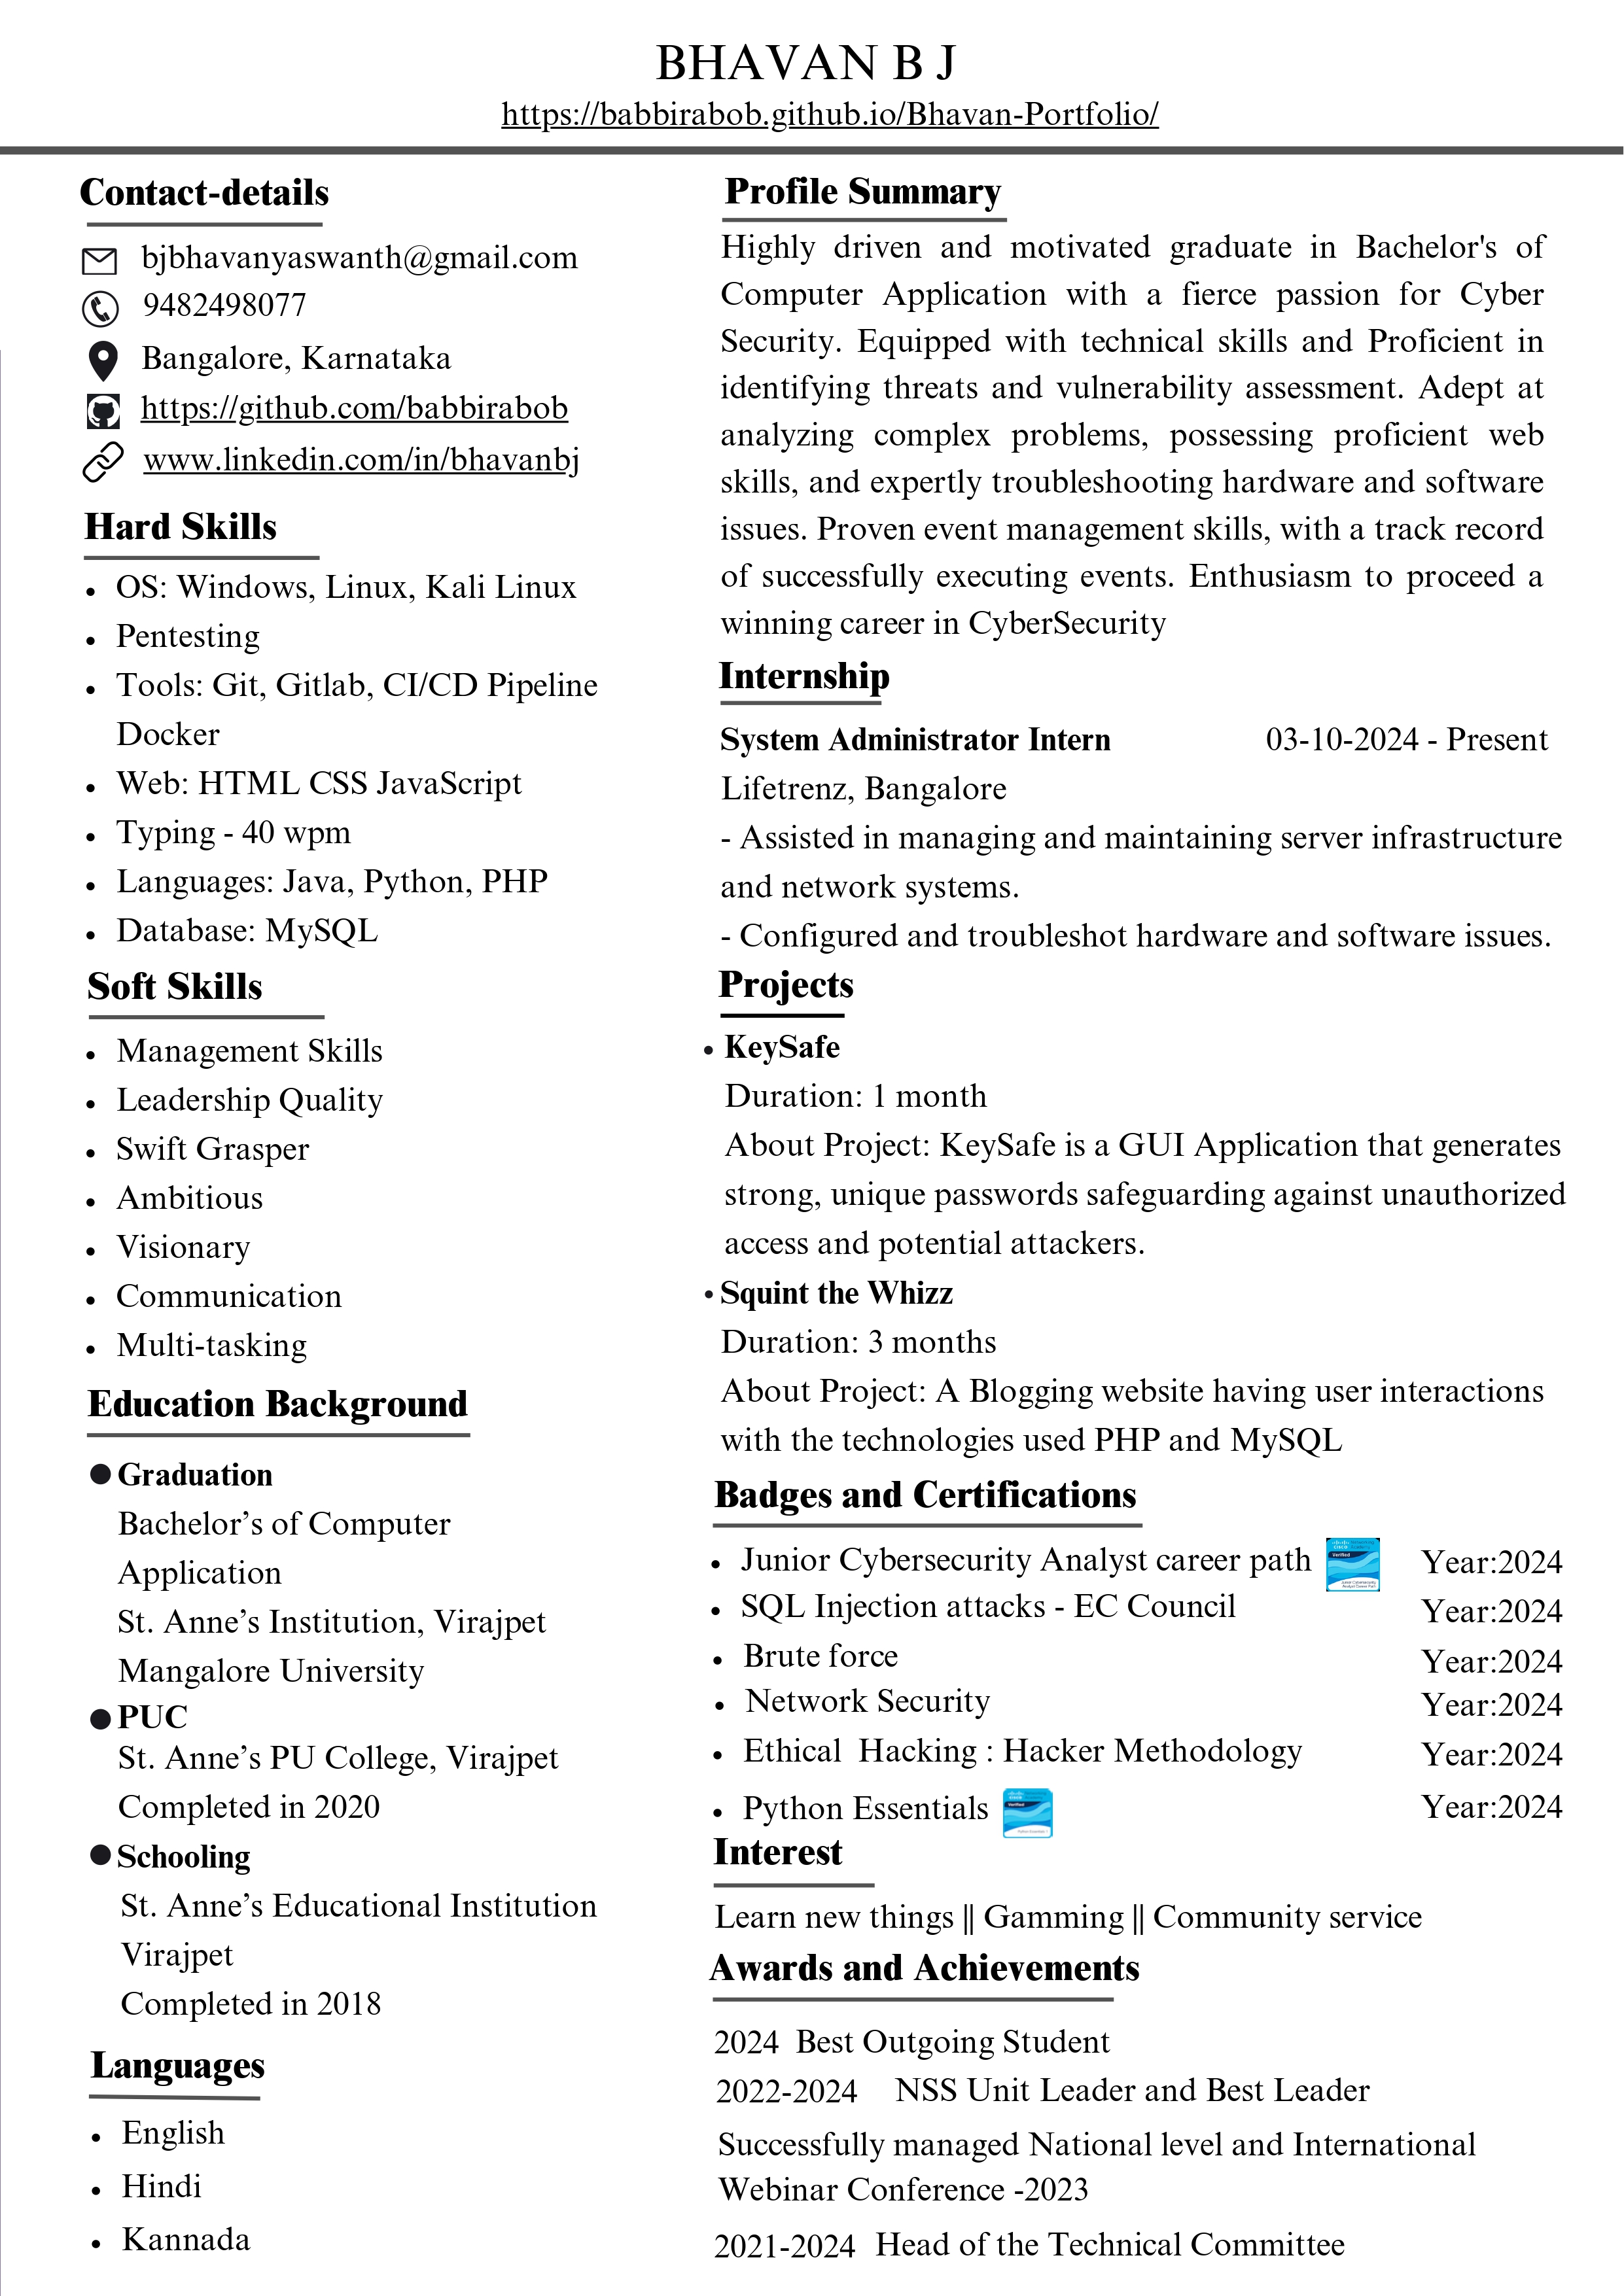 BHAVAN B J
https://babbirabob.github.io/Bhavan-Portfolio/
Contact-details
bjbhavanyaswanth@gmail.com
9482498077
Bangalore, Karnataka
https://github.com/babbirabob
www.linkedin.com/in/bhavanbj
Hard Skills
• OS: Windows, Linux, Kali Linux
• Pentesting
• Tools: Git, Gitlab, CI/CD Pipeline
Docker
• Web: HTML CSS JavaScript
• Typing - 40 wpm
• Languages: Java, Python, PHP
• Database: MySQL
Soft Skills
• Management Skills
• Leadership Quality
• Swift Grasper
• Ambitious
• Visionary
• Communication
• Multi-tasking
Education Background
● Graduation
Bachelor’s of Computer
Application
St. Anne’s Institution, Virajpet
Mangalore University
● PUC
St. Anne’s PU College, Virajpet
Completed in 2020
● Schooling
St. Anne’s Educational Institution
Virajpet
Completed in 2018
Languages
• English
• Hindi
• Kannada
Profile Summary
Highly driven and motivated graduate in Bachelor's of
Computer Application with a fierce passion for Cyber
Security. Equipped with technical skills and Proficient in
identifying threats and vulnerability assessment. Adept at
analyzing complex problems, possessing proficient web
skills, and expertly troubleshooting hardware and software
issues. Proven event management skills, with a track record
of successfully executing events. Enthusiasm to proceed a
winning career in CyberSecurity
Internship
System Administrator Intern 03-10-2024 - Present
Lifetrenz, Bangalore
- Assisted in managing and maintaining server infrastructure
and network systems.
- Configured and troubleshot hardware and software issues.
Projects
• KeySafe
Duration: 1 month
About Project: KeySafe is a GUI Application that generates
strong, unique passwords safeguarding against unauthorized
access and potential attackers.
• Squint the Whizz
Duration: 3 months
About Project: A Blogging website having user interactions
with the technologies used PHP and MySQL
Badges and Certifications
• Junior Cybersecurity Analyst career path Year:2024
• SQL Injection attacks - EC Council Year:2024
• Brute force Year:2024
• Network Security Year:2024
• Ethical Hacking : Hacker Methodology Year:2024
• Python Essentials Year:2024
Interest
Learn new things || Gamming || Community service
Awards and Achievements
2024 Best Outgoing Student
2022-2024 NSS Unit Leader and Best Leader
Successfully managed National level and International
Webinar Conference -2023
2021-2024 Head of the Technical Committee